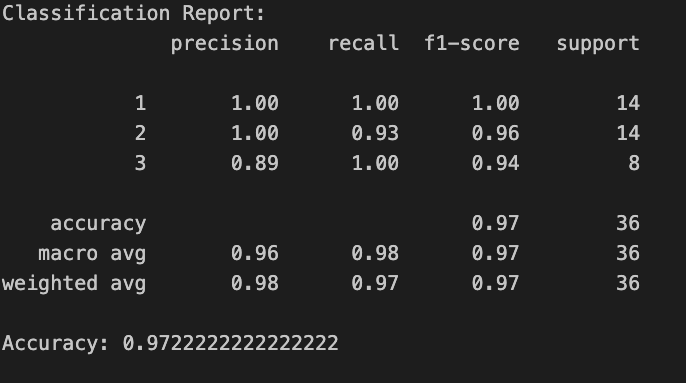 Classification Report:
              precision    recall  f1-score   support

           1       1.00      1.00      1.00        14
           2       1.00      0.93      0.96        14
           3       0.89      1.00      0.94         8

    accuracy                           0.97        36
   macro avg       0.96      0.98      0.97        36
weighted avg       0.98      0.97      0.97        36

Accuracy: 0.9722222222222222